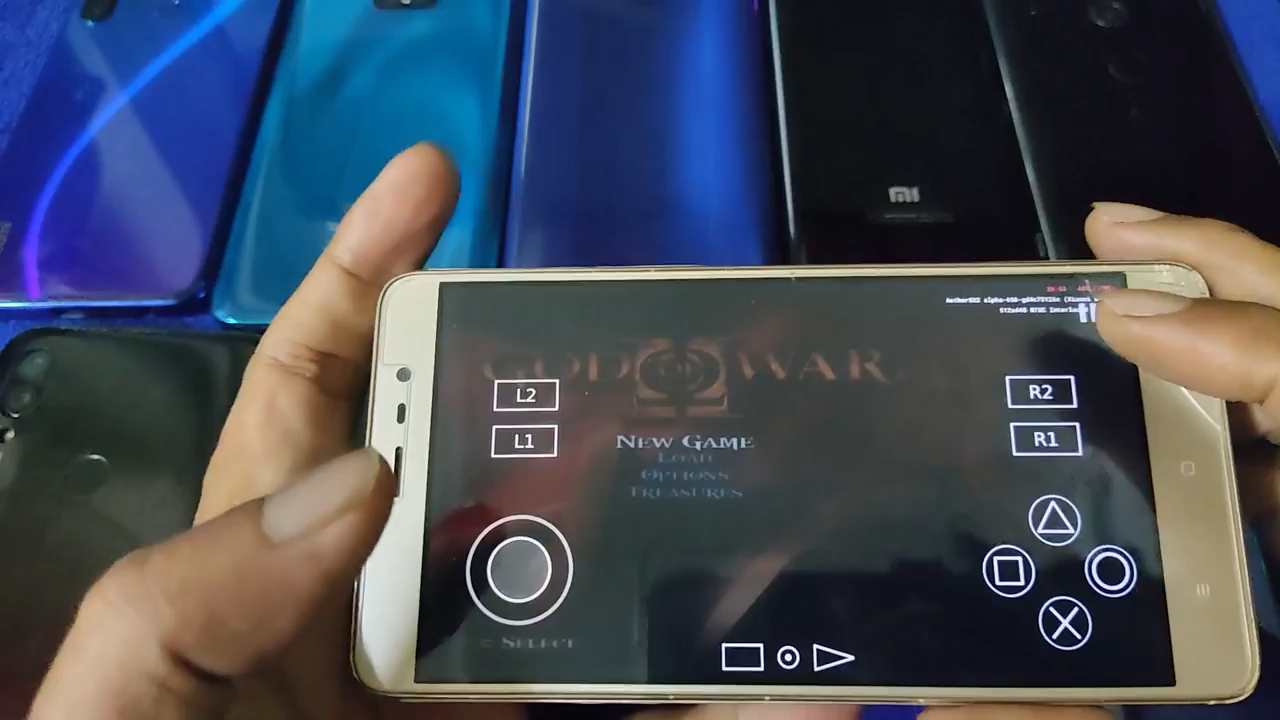 MI
GOD OF WAR
L2
R2
L1
R1
NEW GAME
LOAD
OPTIONS
TREASURES
= SELECT